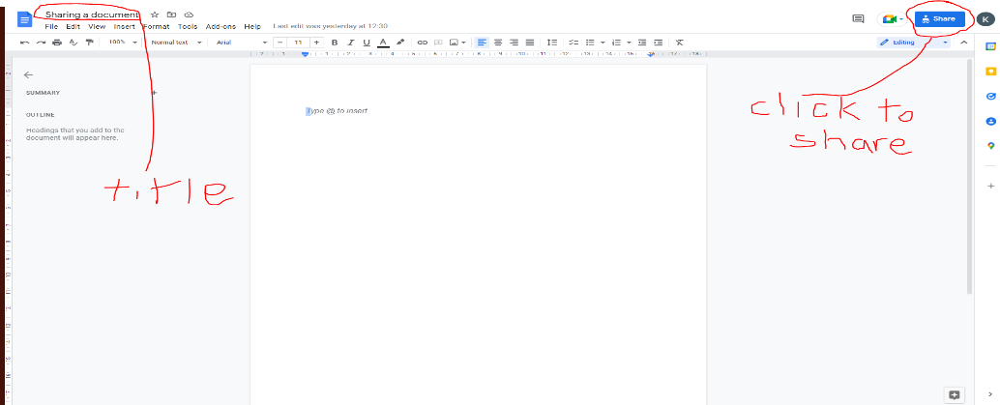 Sharing a document
File Edit View Insert Format Tools Add-ons Help Last edit was yesterday at 12:30
Share
K
100% Normal text Arial 11 Editing
SUMMARY
OUTLINE
Headings that you add to the
document will appear here.
Type @ to insert
title
click to
share